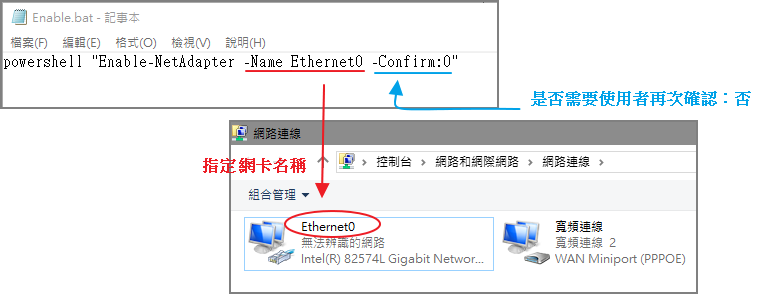 Enable.bat - 記事本
檔案(F) 編輯(E) 格式(O) 檢視(V) 說明(H)
powershell "Enable-NetAdapter -Name Ethernet0 -Confirm:0"
是否需要使用者再次確認：否
網路連線
指定網卡名稱
控制台 網路和網際網路 網路連線
組合管理
Ethernet0
無法辨識的網路
Intel(R) 82574L Gigabit Networ...
寬頻連線
寬頻連線 2
WAN Miniport (PPPOE)